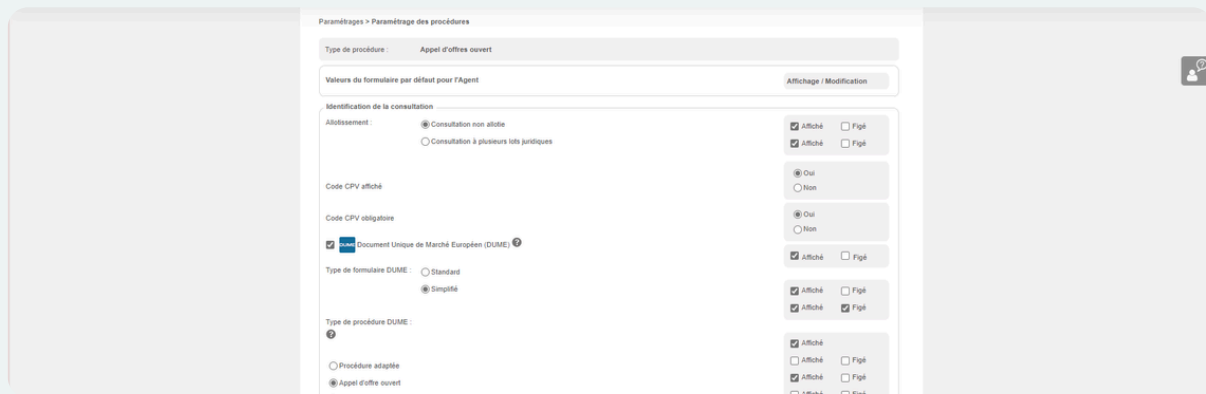 Paramétrages > Paramétrage des procédures
Type de procédure : Appel d'offres ouvert
Valeurs du formulaire par défaut pour l'Agent Affichage / Modification
Identification de la consultation
Allotissement : Consultation non allotie Affiché Figé
Consultation à plusieurs lots juridiques Affiché Figé
Code CPV affiché Oui
Non
Code CPV obligatoire Oui
Non
DUME Document Unique de Marché Européen (DUME) ? Affiché Figé
Type de formulaire DUME : Standard Affiché Figé
Simplifié Affiché Figé
Type de procédure DUME :
? Affiché
Procédure adaptée Affiché Figé
Appel d'offre ouvert Affiché Figé
Affiché Figé